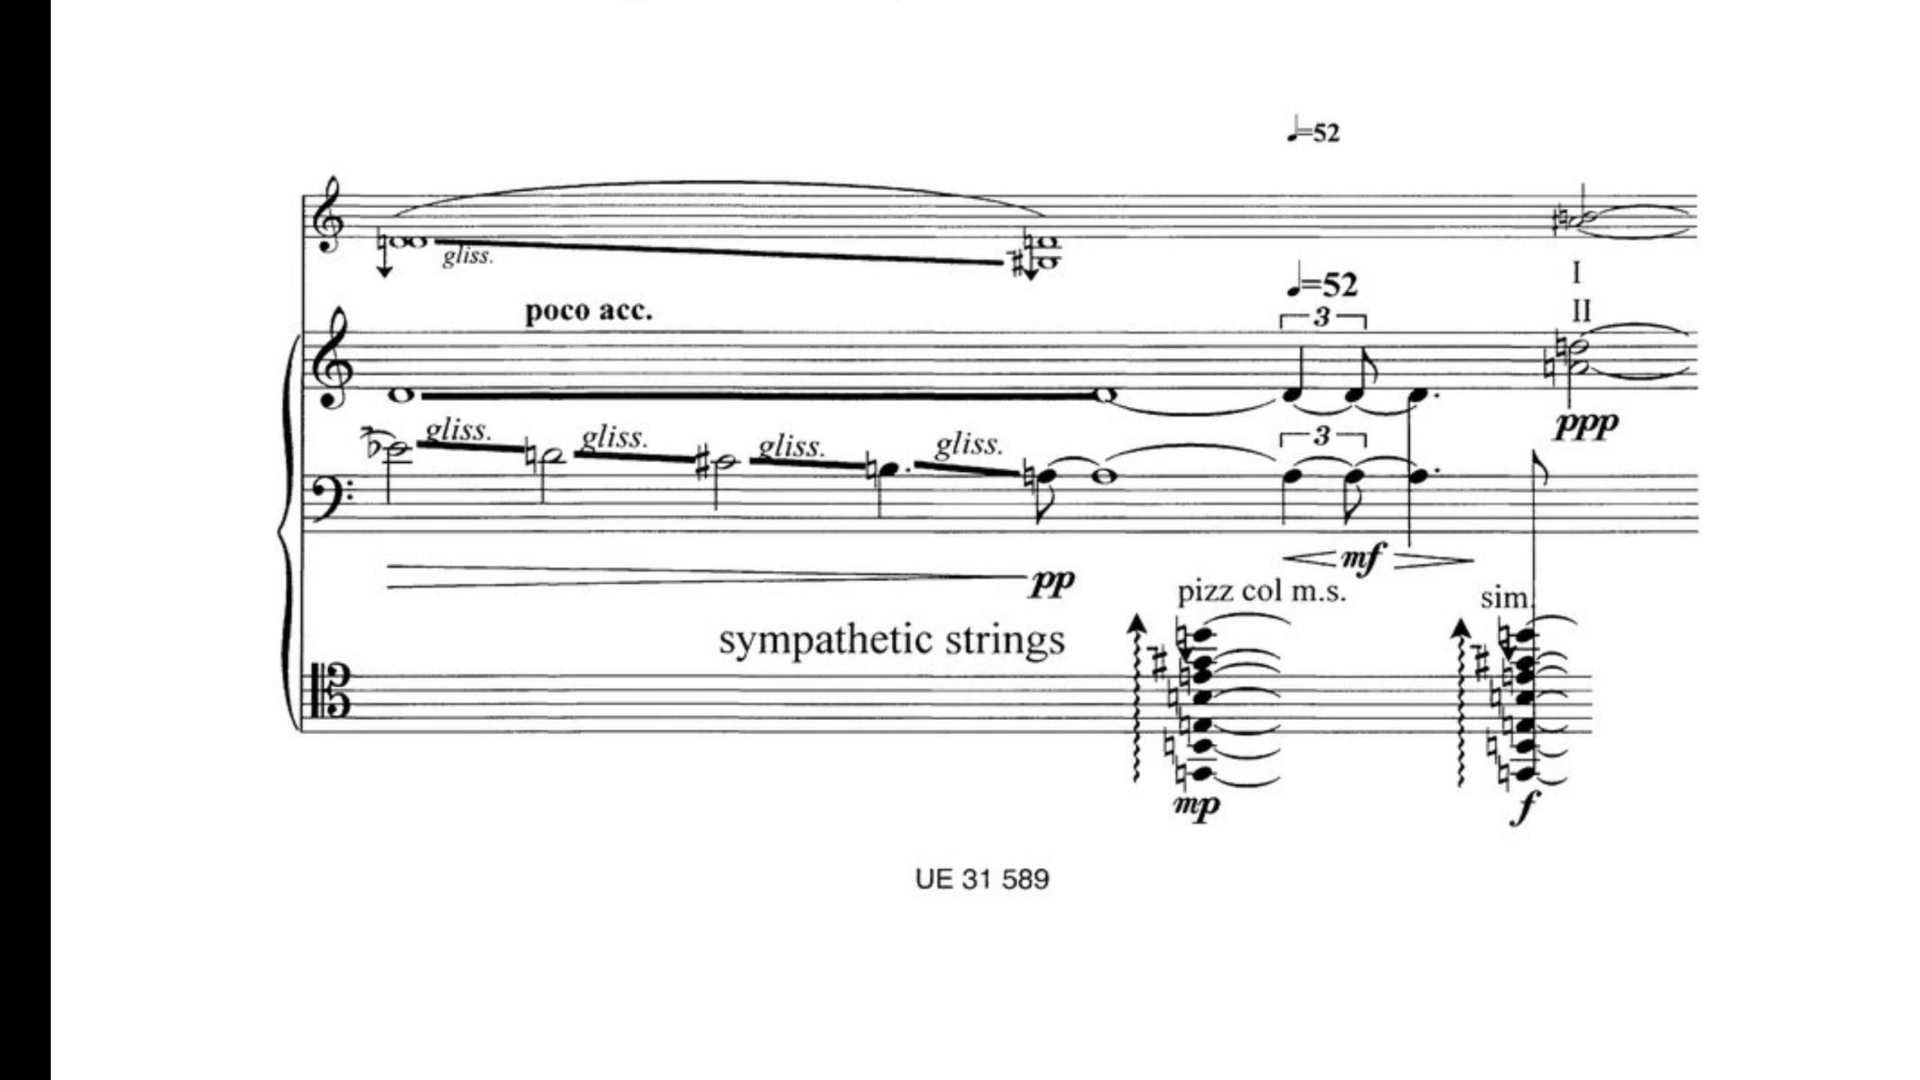 ♩=52
gliss.
♩=52
I
poco acc.
3
II
gliss.
gliss.
gliss.
gliss.
3
ppp
mf
pp
pizz col m.s.
sim.
sympathetic strings
mp
f
UE 31 589